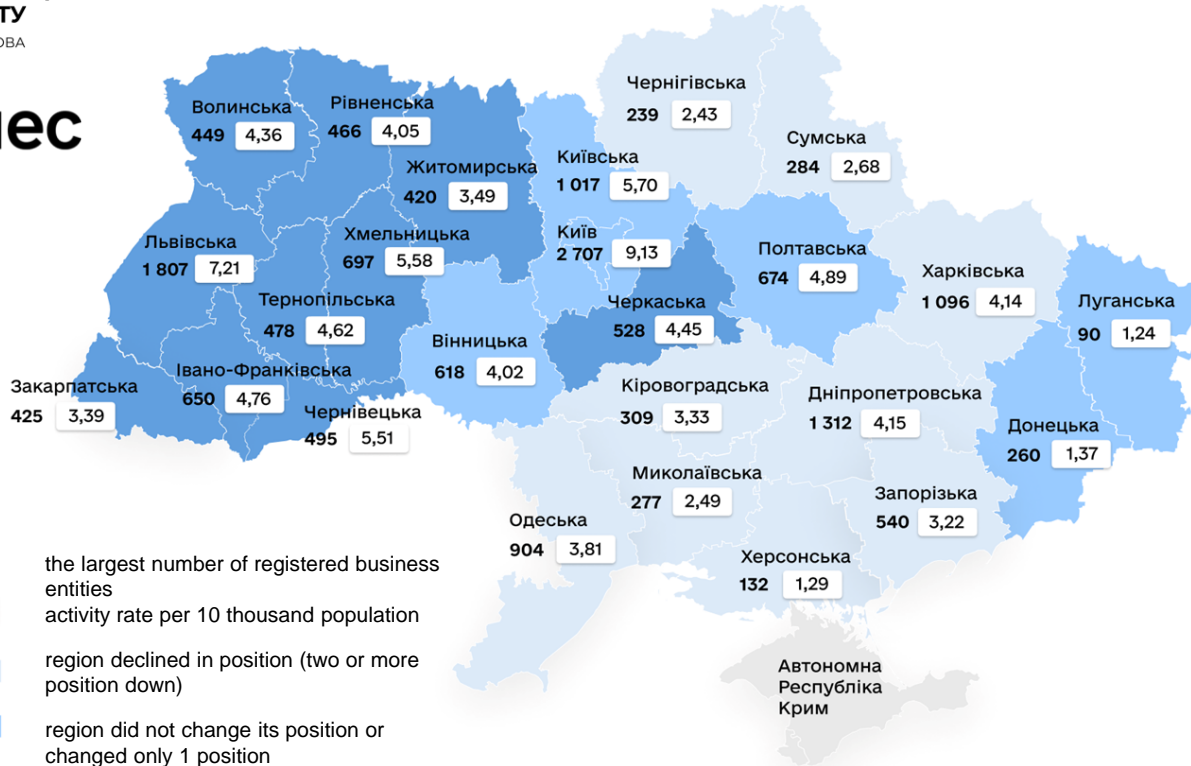 ТУ
ОВА
ес
Волинська
449 4,36
Рівненська
466 4,05
Житомирська
420 3,49
Київська
1 017 5,70
Чернігівська
239 2,43
Сумська
284 2,68
Львівська
1 807 7,21
Хмельницька
697 5,58
Київ
2 707 9,13
Полтавська
674 4,89
Харківська
1 096 4,14
Луганська
90 1,24
Тернопільська
478 4,62
Черкаська
528 4,45
Вінницька
618 4,02
Закарпатська
425 3,39
Івано-Франківська
650 4,76
Чернівецька
495 5,51
Кіровоградська
309 3,33
Дніпропетровська
1 312 4,15
Донецька
260 1,37
Миколаївська
277 2,49
Запорізька
540 3,22
Одеська
904 3,81
Херсонська
132 1,29
Автономна
Республіка
Крим
the largest number of registered business
entities
activity rate per 10 thousand population
region declined in position (two or more
position down)
region did not change its position or
changed only 1 position